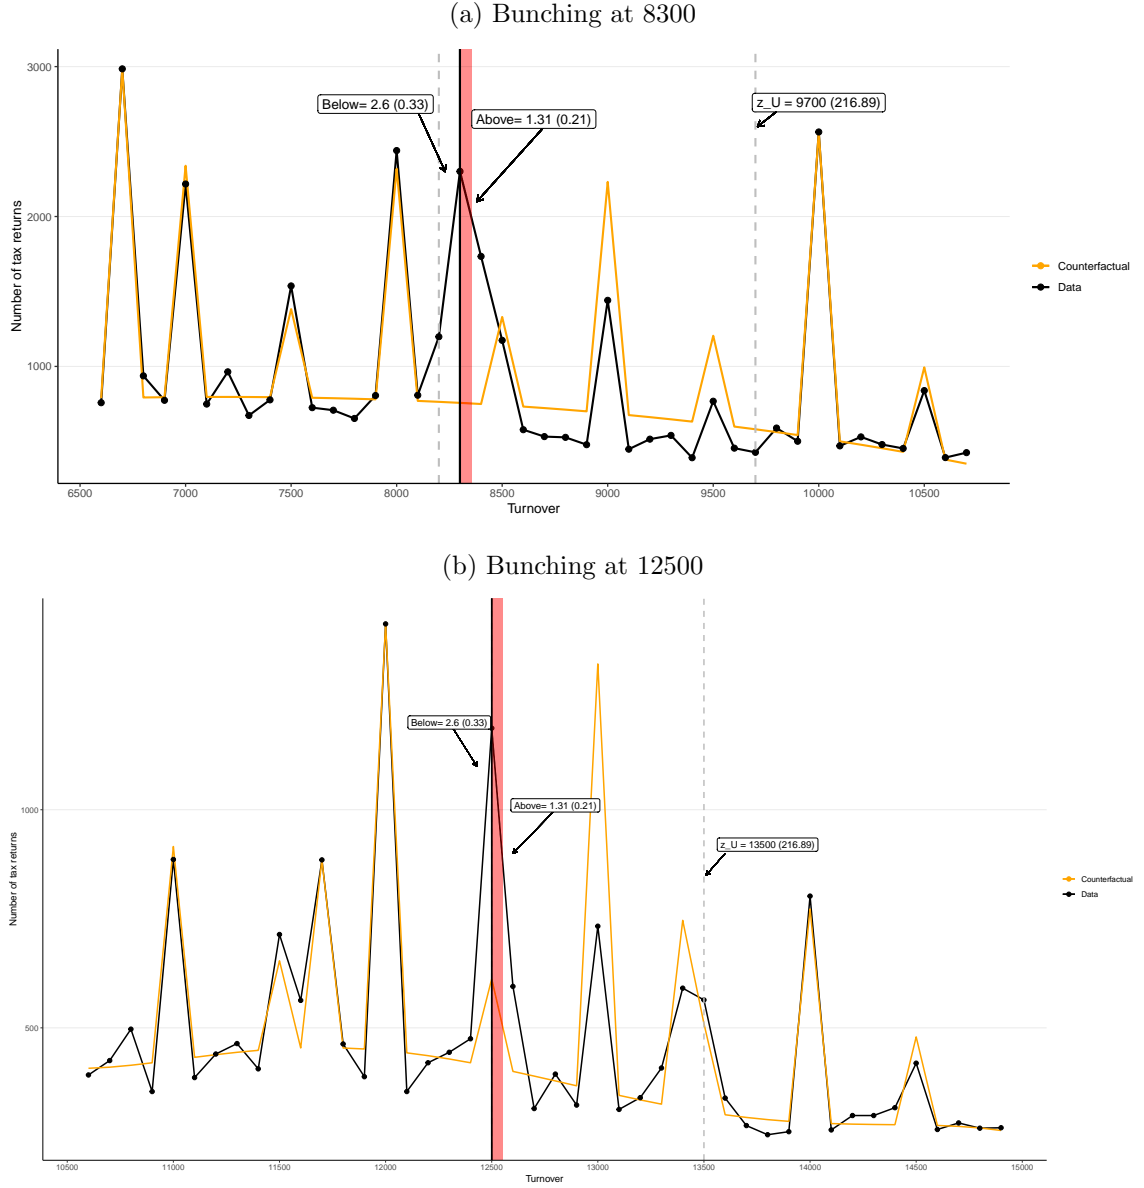 (a) Bunching at 8300
Number of tax returns
3000
2000
1000
Below= 2.6 (0.33)
Above= 1.31 (0.21)
z_U = 9700 (216.89)
6500 7000 7500 8000 8500 9000 9500 10000 10500
Turnover
Counterfactual
Data
(b) Bunching at 12500
Number of tax returns
1000
500
Below= 2.6 (0.33)
Above= 1.31 (0.21)
z_U = 13500 (216.89)
10500 11000 11500 12000 12500 13000 13500 14000 14500 15000
Turnover
Counterfactual
Data